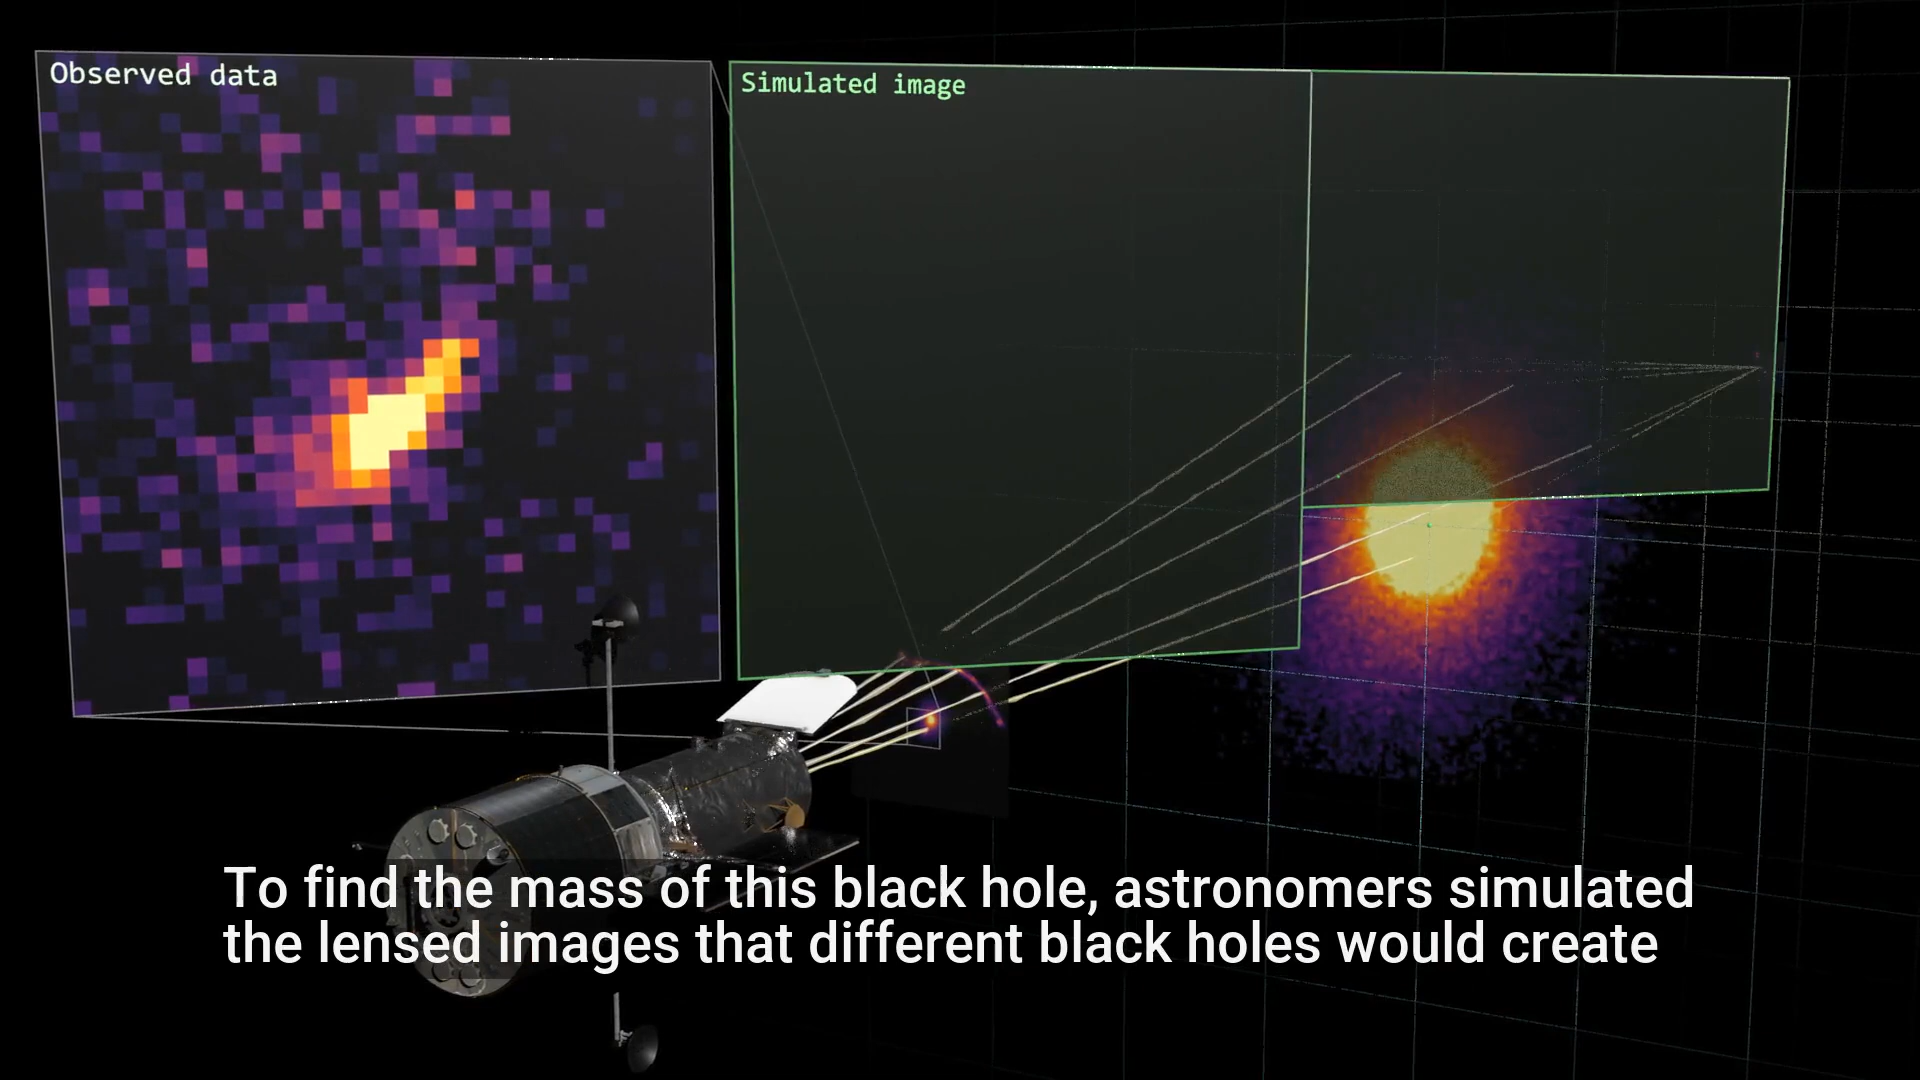 Observed data
Simulated image
To find the mass of this black hole, astronomers simulated
the lensed images that different black holes would create